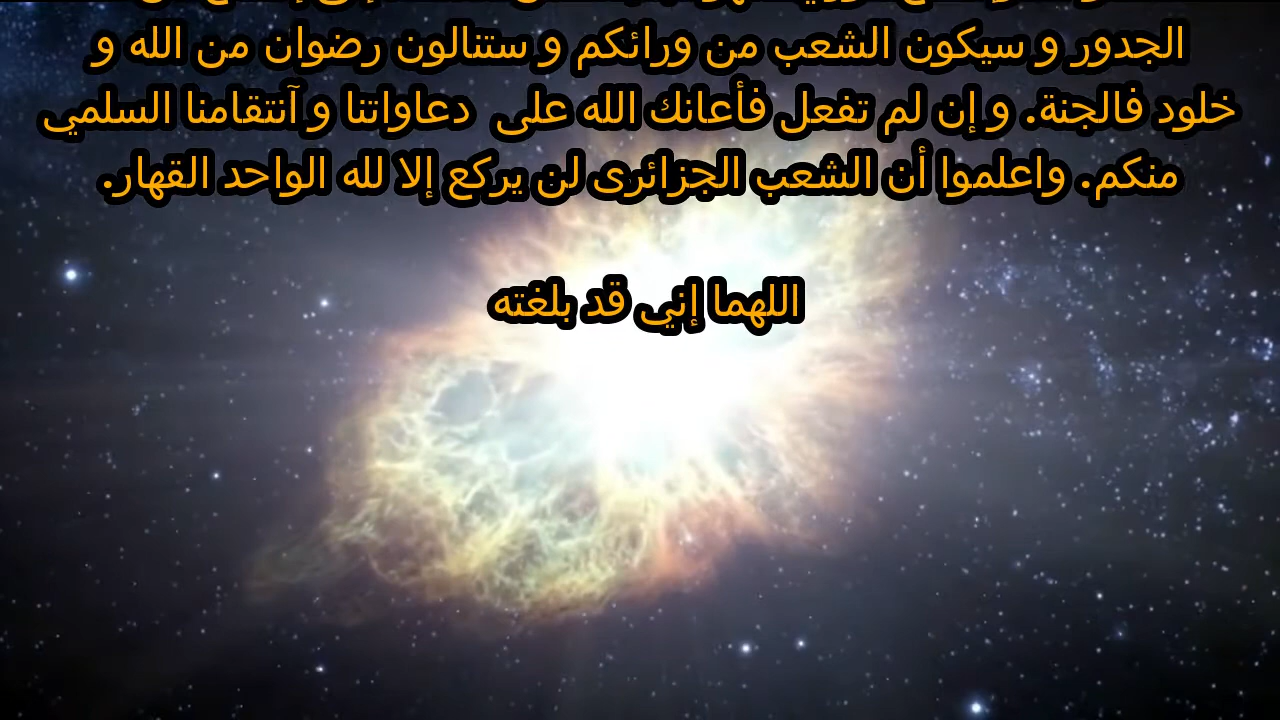 الجدور و سيكون الشعب من ورائكم و ستنالون رضوان من الله و
خلود فالجنة. و إن لم تفعل فأعانك الله على دعاواتنا و آنتقامنا السلمي
منكم. واعلموا أن الشعب الجزائرى لن يركع إلا لله الواحد القهار.
اللهما إني قد بلغته